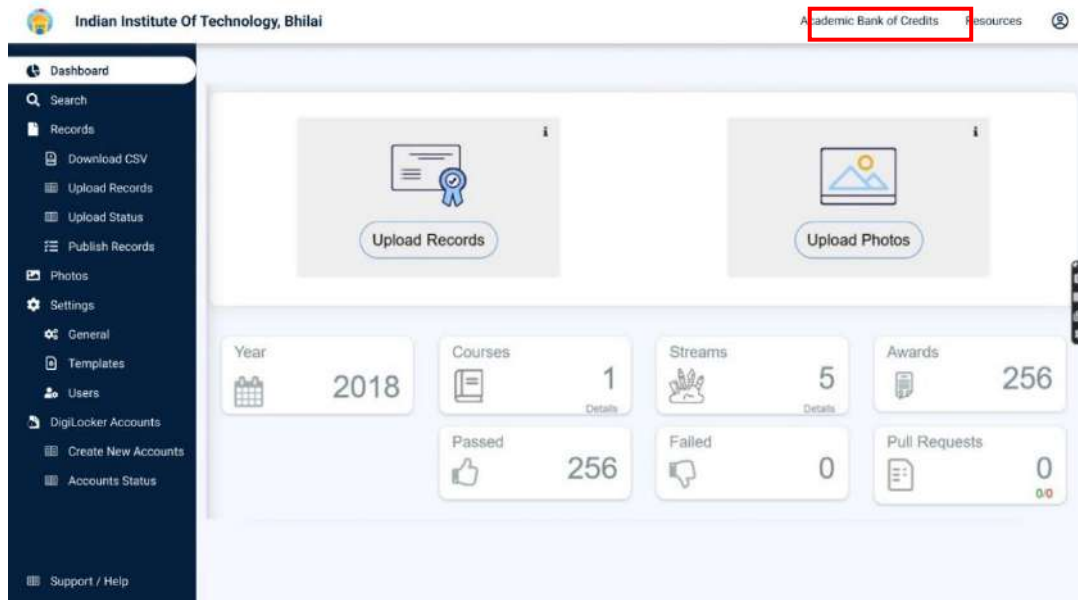 Indian Institute Of Technology, Bhilai
Academic Bank of Credits
Resources
Dashboard
Search
Records
Download CSV
Upload Records
Upload Status
Publish Records
Photos
Settings
General
Templates
Users
DigiLocker Accounts
Create New Accounts
Accounts Status
Support / Help
Upload Records
Upload Photos
Year
2018
Courses
1
Details
Streams
5
Details
Awards
256
Passed
256
Failed
0
Pull Requests
0
0/0